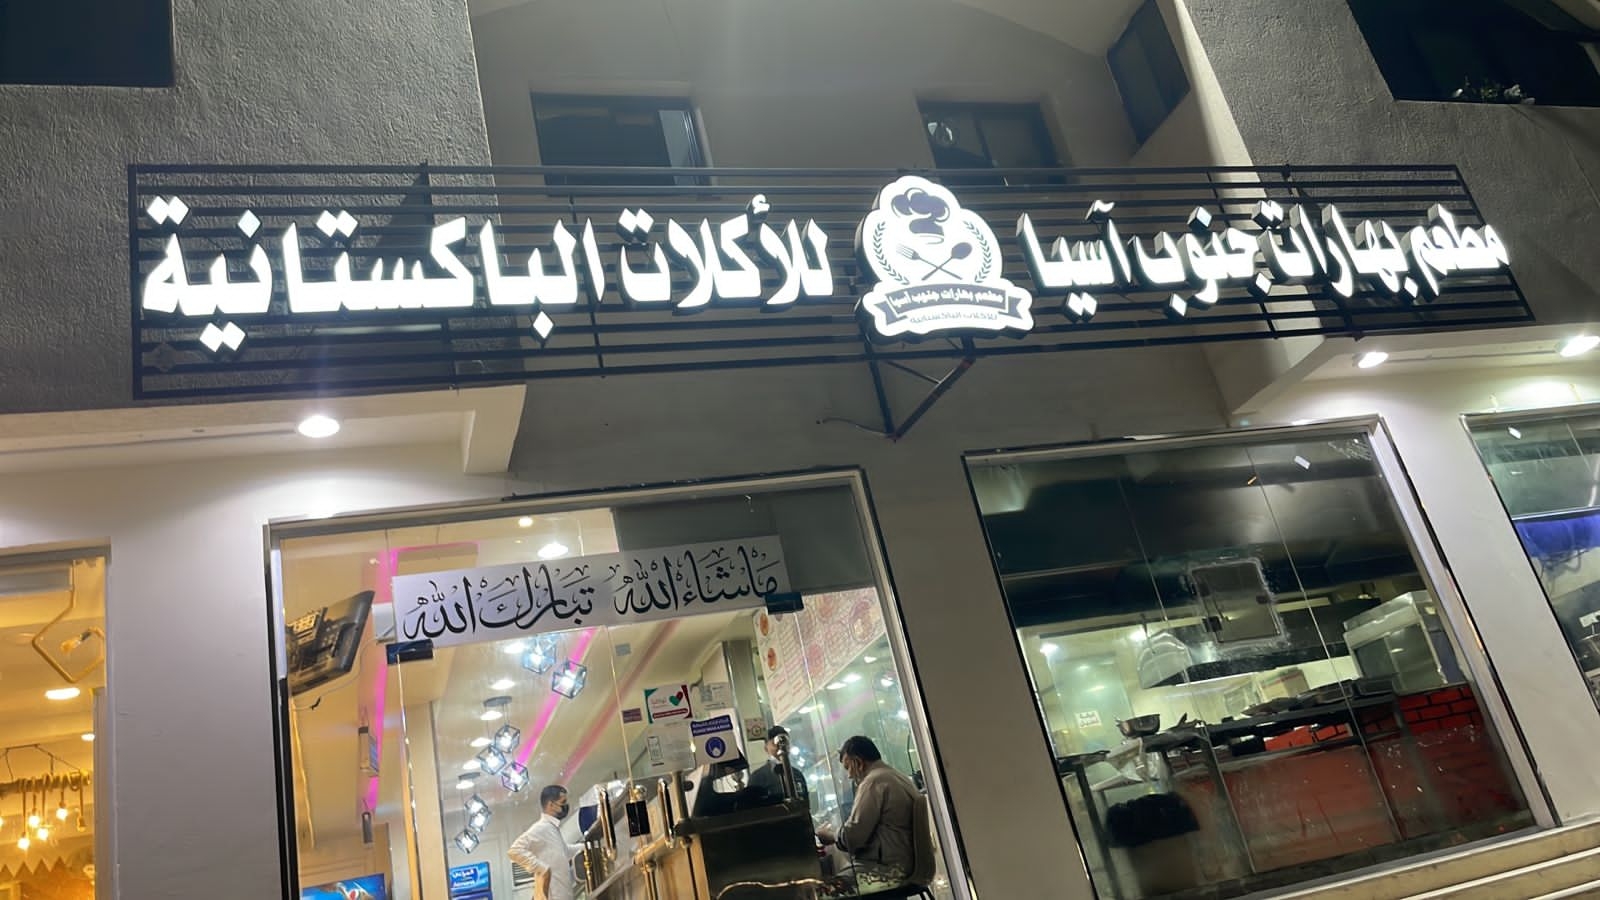 مطعم بهارات جنوب آسيا
للأكلات الباكستانية
مطعم بهارات جنوب آسيا
للأكلات الباكستانية
ماشاء الله تبارك الله